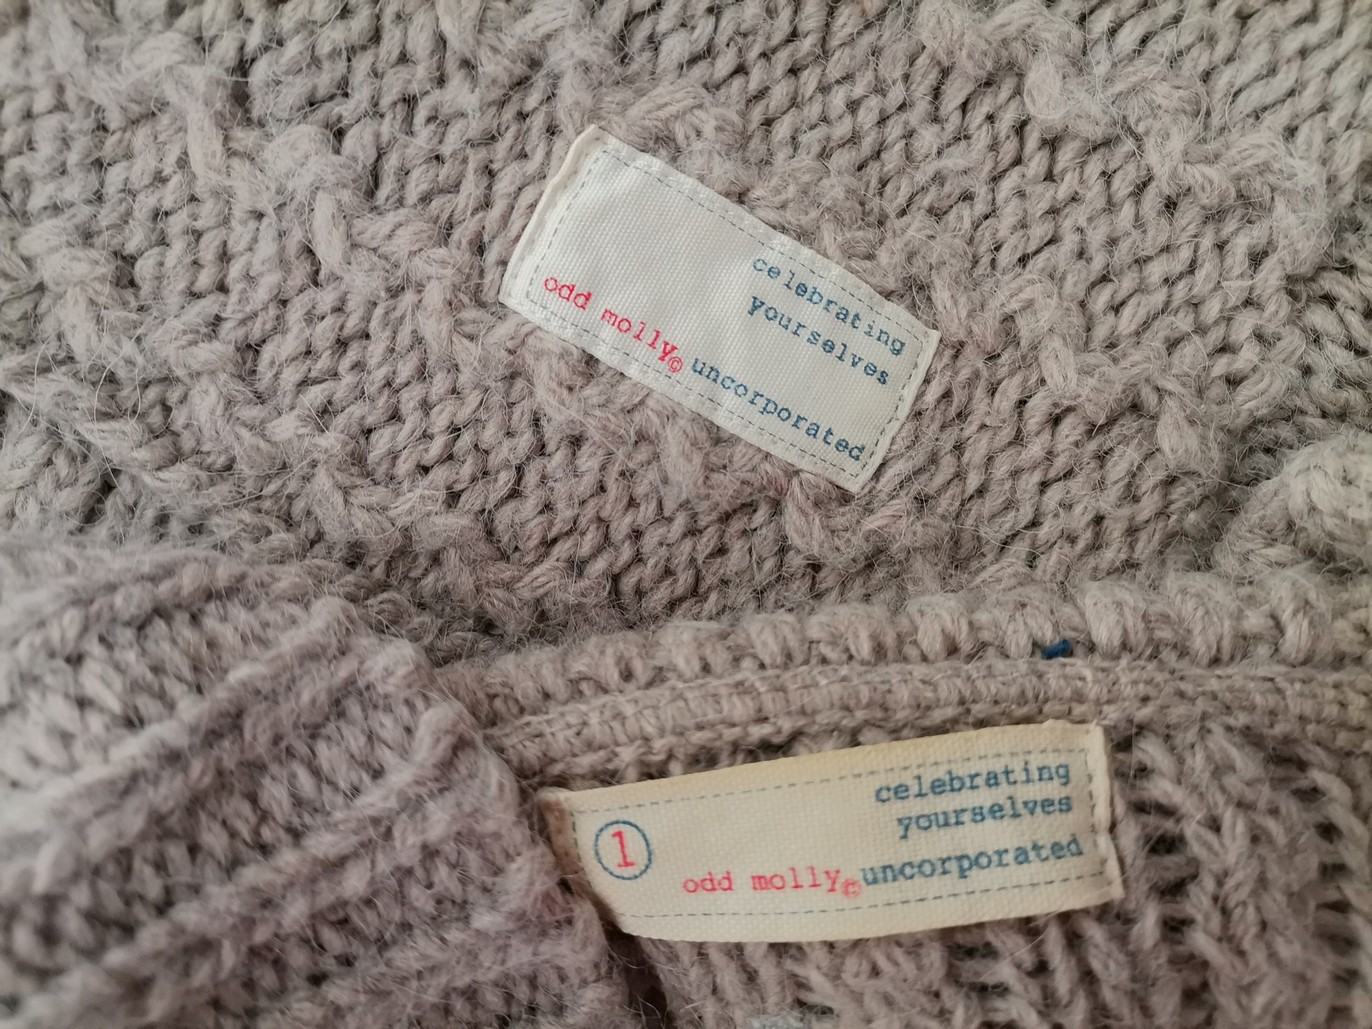 celebrating
yourselves
odd molly© uncorporated
celebrating
yourselves
1
odd molly© uncorporated